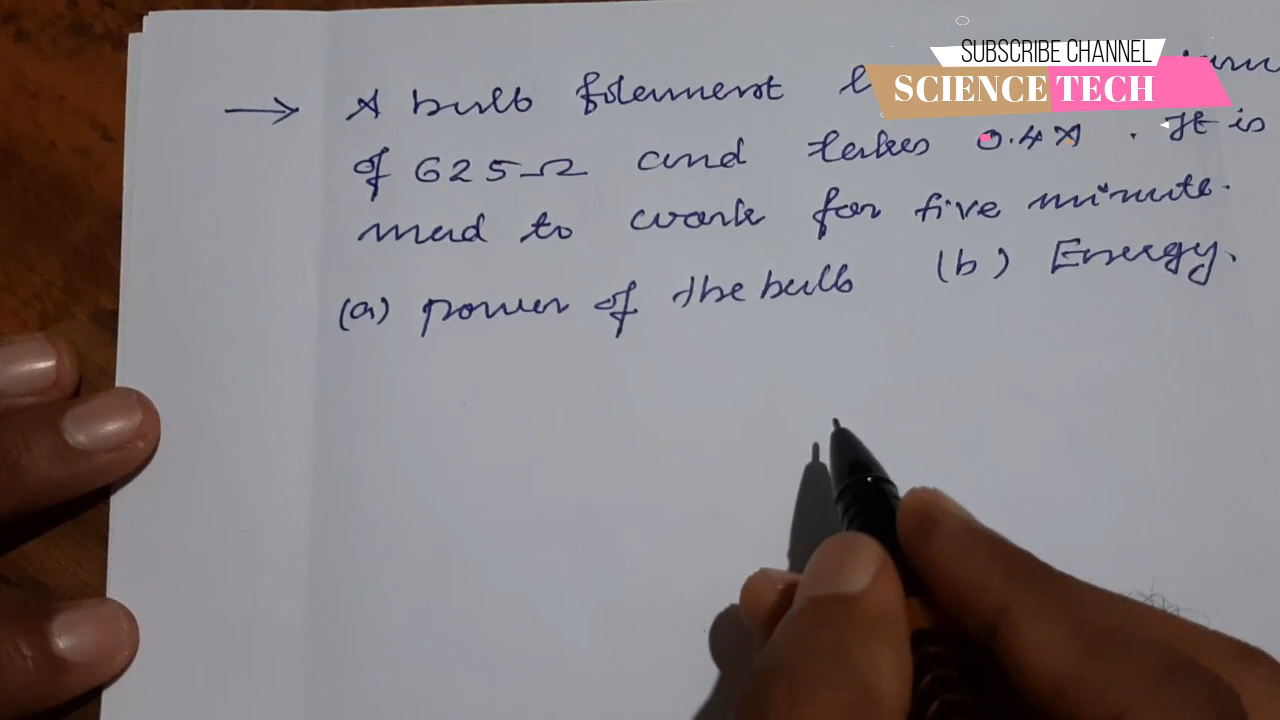 SUBSCRIBE CHANNEL
SCIENCE TECH
→ A bulb filament
of 625Ω and takes 0.4A. It is
used to work for five minute.
(a) power of the bulb (b) Energy.